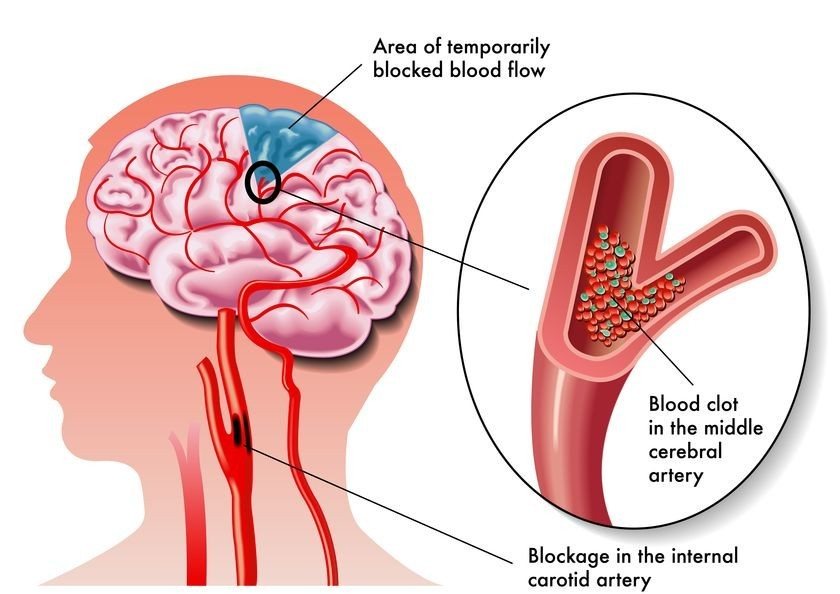 Area of temporarily
blocked blood flow
Blood clot
in the middle
cerebral
artery
Blockage in the internal
carotid artery